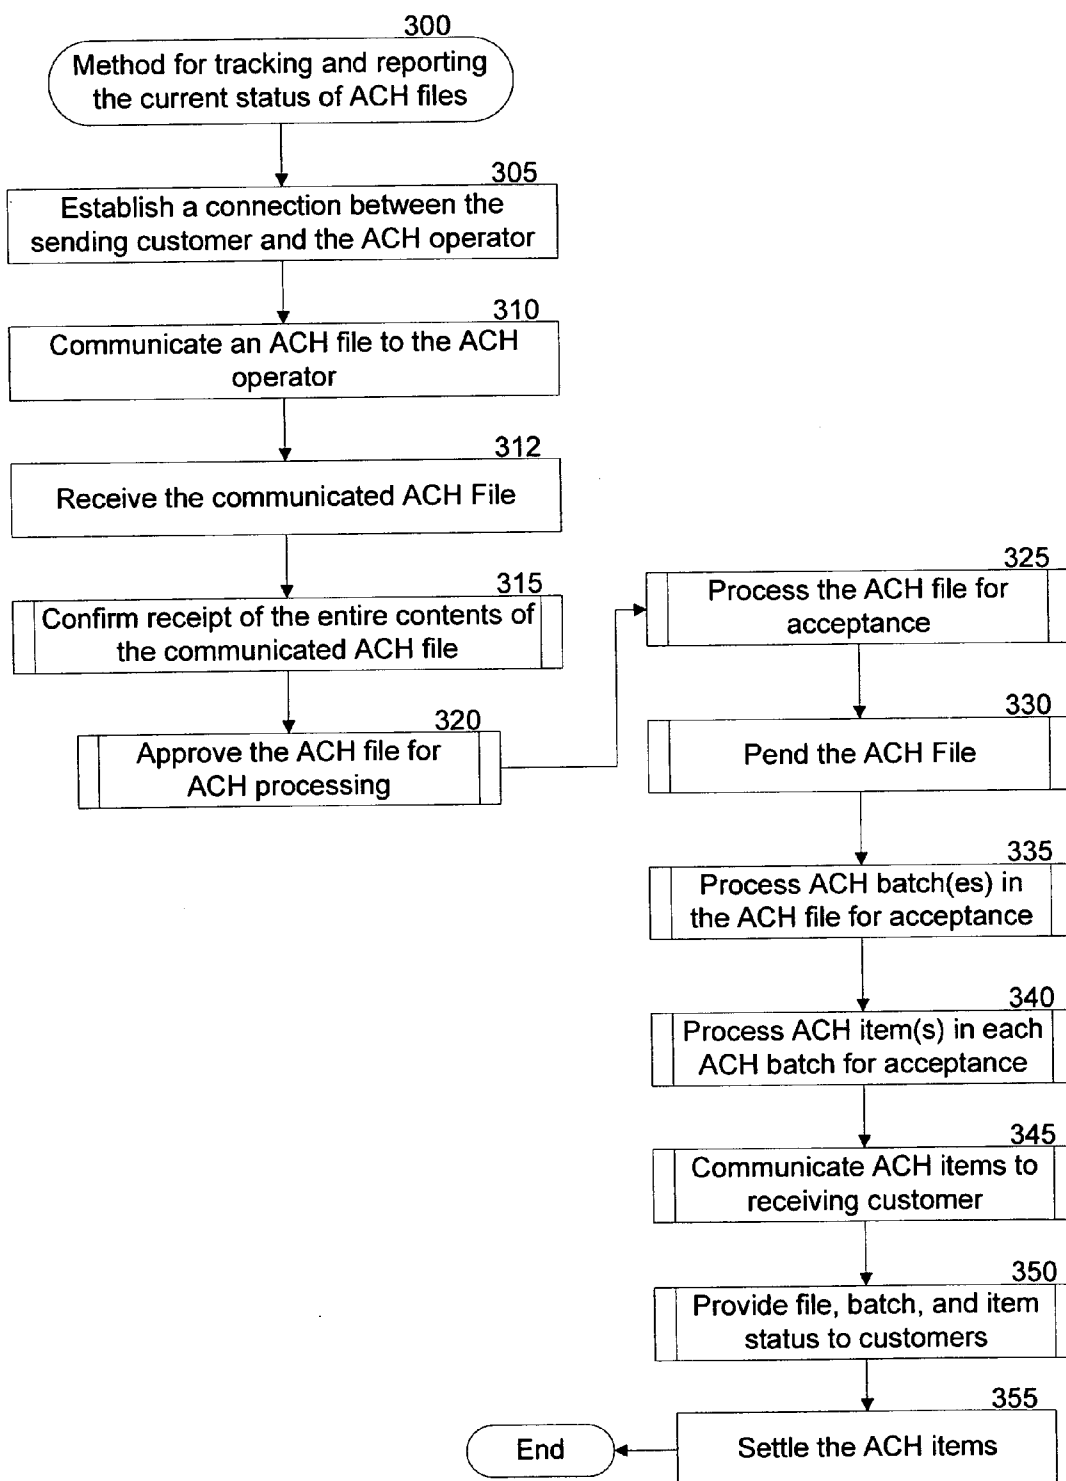 300
Method for tracking and reporting
the current status of ACH files
305
Establish a connection between the
sending customer and the ACH operator
310
Communicate an ACH file to the ACH
operator
312
Receive the communicated ACH File
315
Confirm receipt of the entire contents of
the communicated ACH file
320
Approve the ACH file for
ACH processing
325
Process the ACH file for
acceptance
330
Pend the ACH File
335
Process ACH batch(es) in
the ACH file for acceptance
340
Process ACH item(s) in each
ACH batch for acceptance
345
Communicate ACH items to
receiving customer
350
Provide file, batch, and item
status to customers
355
Settle the ACH items
End